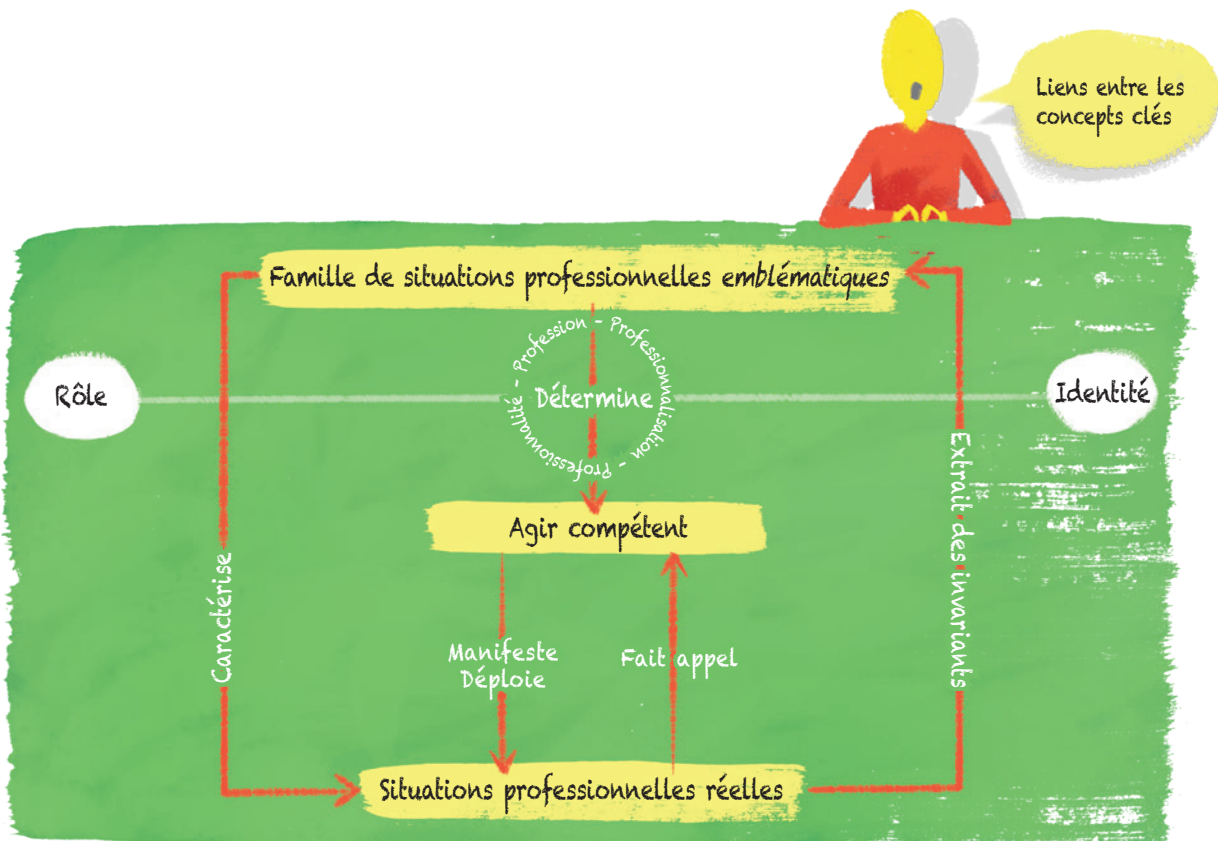 Liens entre les
concepts clés
Famille de situations professionnelles emblématiques
Profession - Professionnalisation - Professionnalité -
Rôle
Détermine
Identité
Agir compétent
Caractérise
Manifeste
Déploie
Fait appel
Extrait des invariants
Situations professionnelles réelles